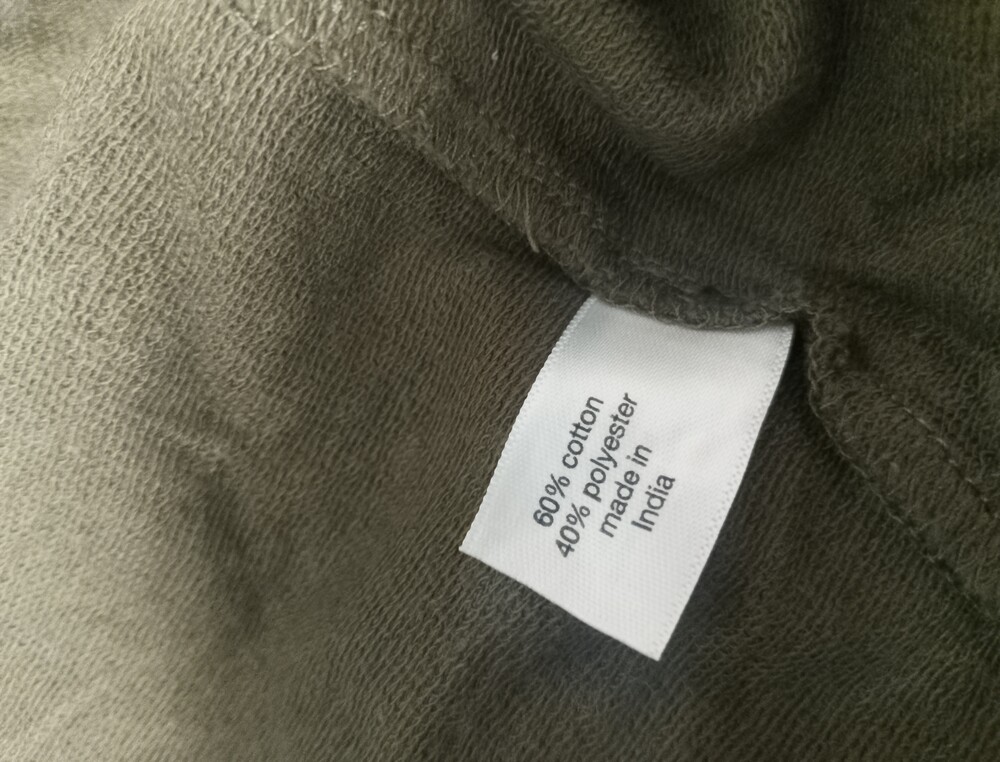 60% cotton
40% polyester
made in
India